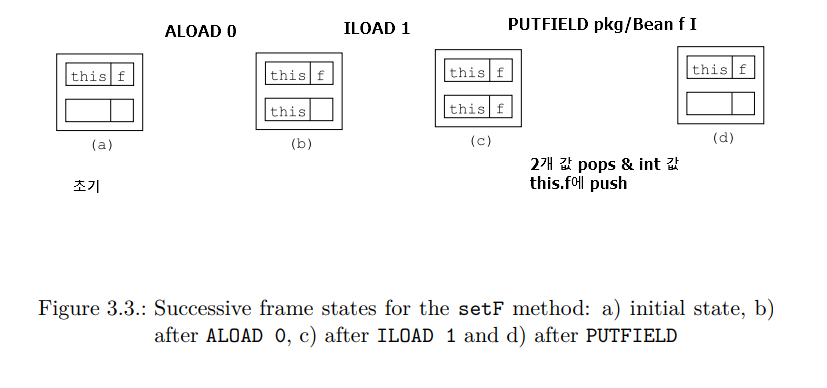 ALOAD 0
ILOAD 1
PUTFIELD pkg/Bean f I
this f
this f
this f
this f
this
this f
(a)
(b)
(c)
(d)
초기
2개 값 pops & int 값
this.f에 push
Figure 3.3.: Successive frame states for the setF method: a) initial state, b)
after ALOAD 0, c) after ILOAD 1 and d) after PUTFIELD